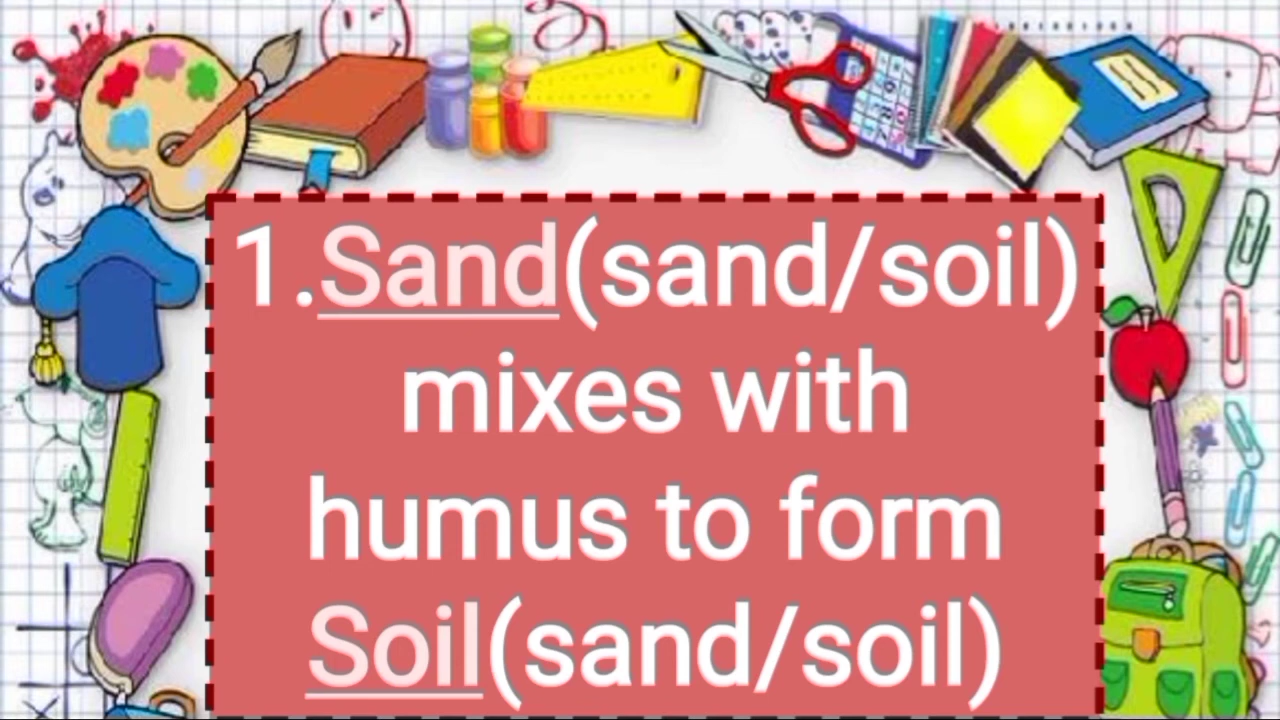 1.Sand(sand/soil)
mixes with
humus to form
Soil(sand/soil)